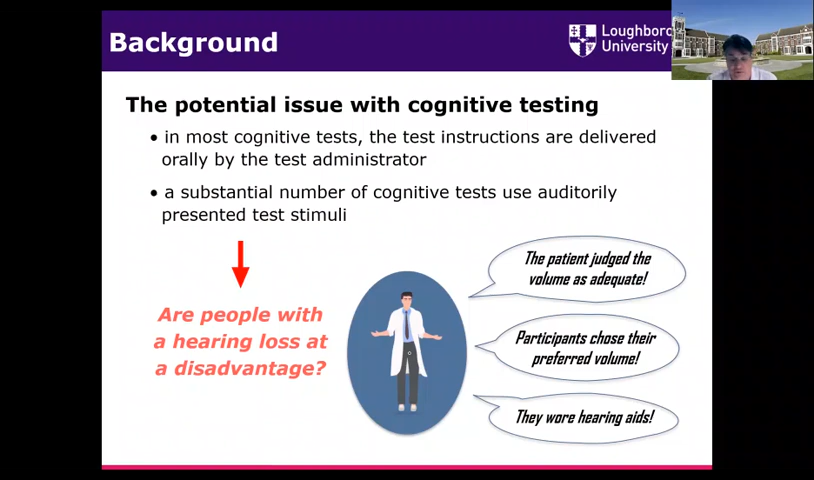 Background
Loughboro
University
The potential issue with cognitive testing
• in most cognitive tests, the test instructions are delivered
orally by the test administrator
• a substantial number of cognitive tests use auditorily
presented test stimuli
Are people with
a hearing loss at
a disadvantage?
The patient judged the
volume as adequate!
Participants chose their
preferred volume!
They wore hearing aids!